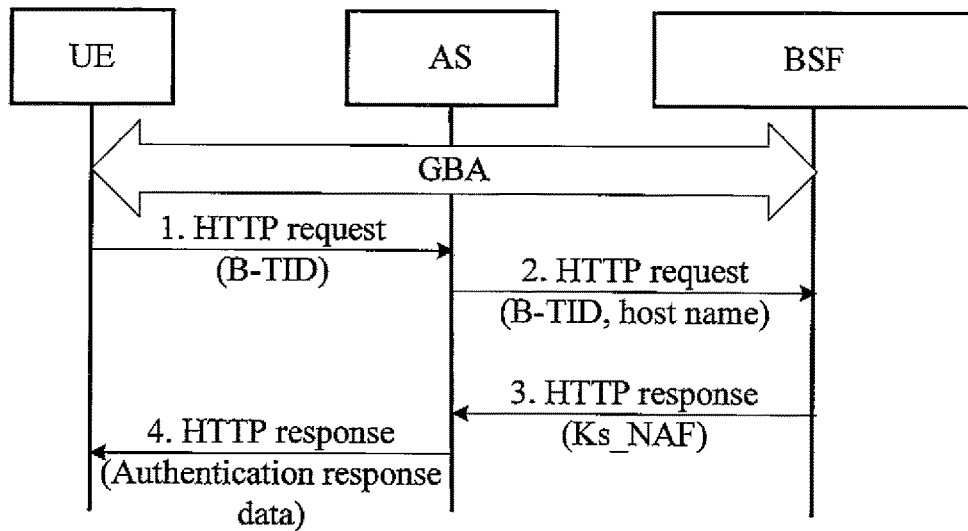 UE
AS
BSF
GBA
1. HTTP request
(B-TID)
2. HTTP request
(B-TID, host name)
3. HTTP response
(Ks_NAF)
4. HTTP response
(Authentication response
data)